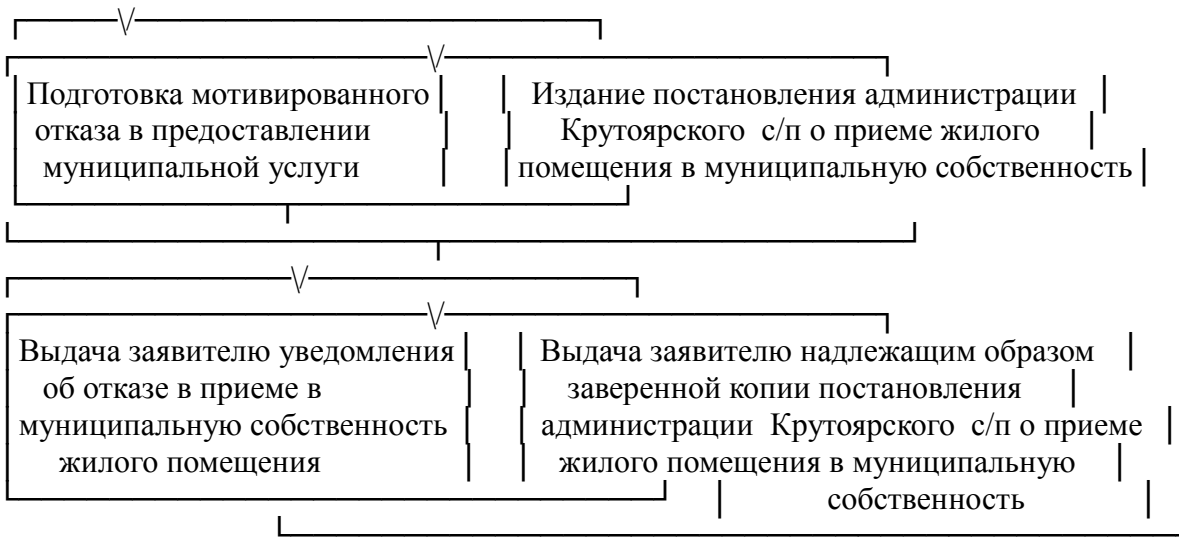 Подготовка мотивированного
отказа в предоставлении
муниципальной услуги
Издание постановления администрации
Крутоярского с/п о приеме жилого
помещения в муниципальную собственность
Выдача заявителю уведомления
об отказе в приеме в
муниципальную собственность
жилого помещения
Выдача заявителю надлежащим образом
заверенной копии постановления
администрации Крутоярского с/п о приеме
жилого помещения в муниципальную
собственность